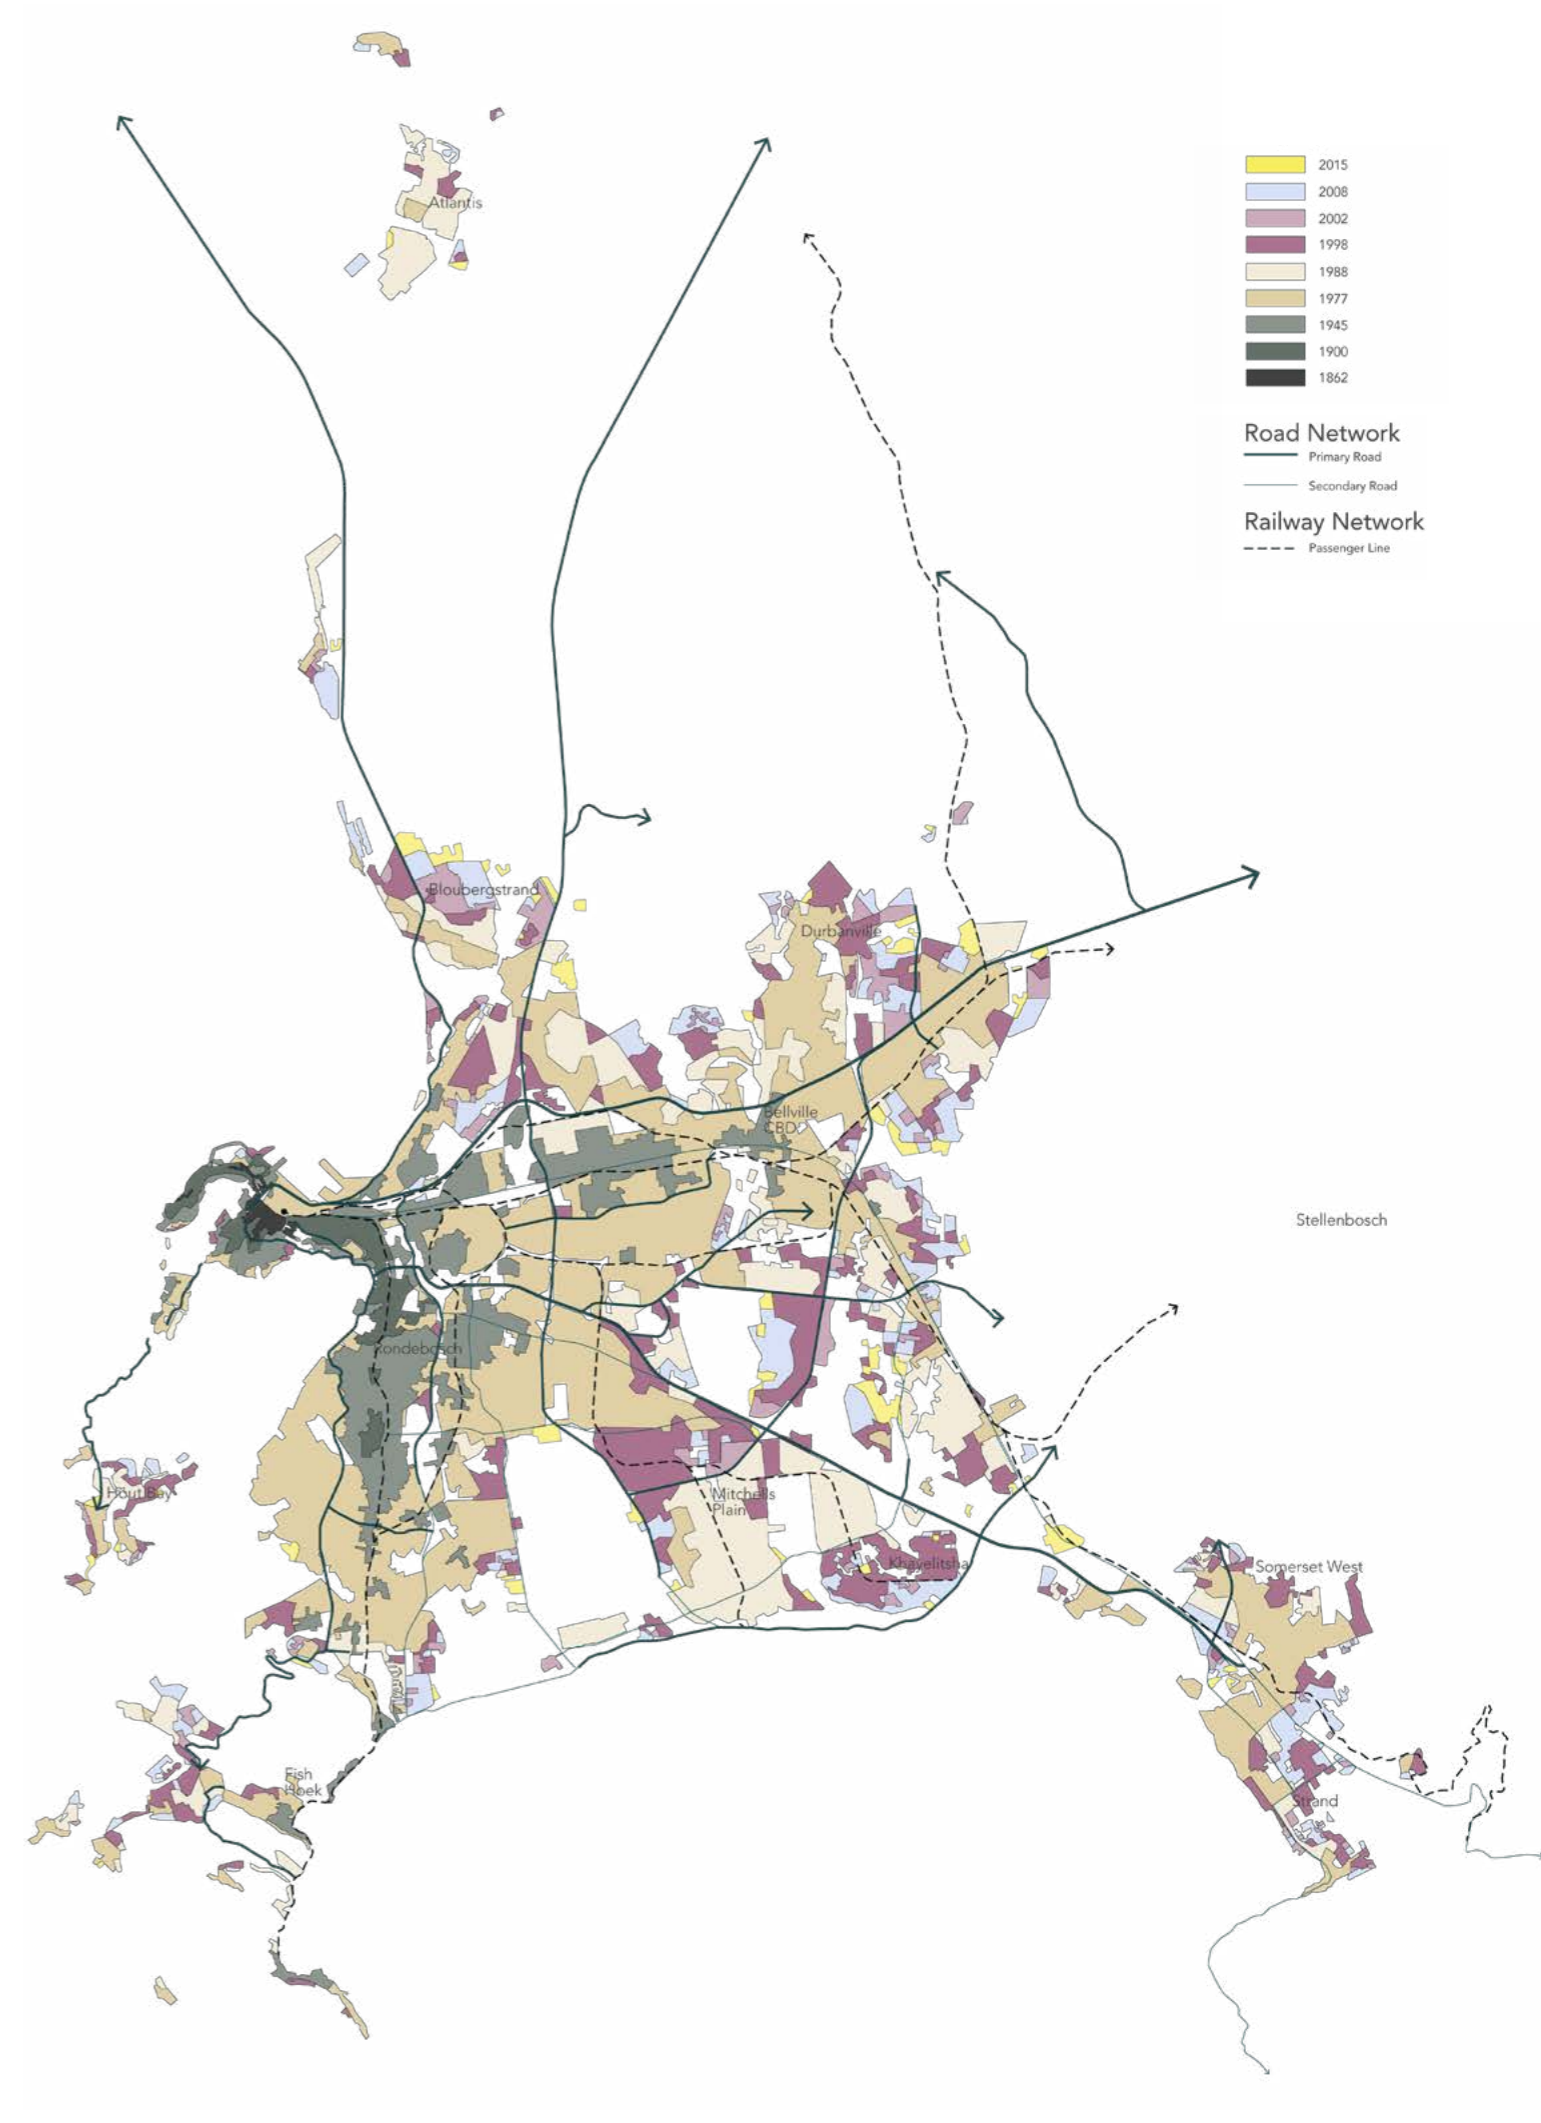 2015
2008
2002
1998
1988
1977
1945
1900
1862
Road Network
Primary Road
Secondary Road
Railway Network
Passenger Line
Atlantis
Bloubergstrand
Durbanville
Bellville
CBD
Stellenbosch
Rondebosch
Hout Bay
Mitchells
Plain
Khayelitsha
Somerset West
Fish
Hoek
Strand